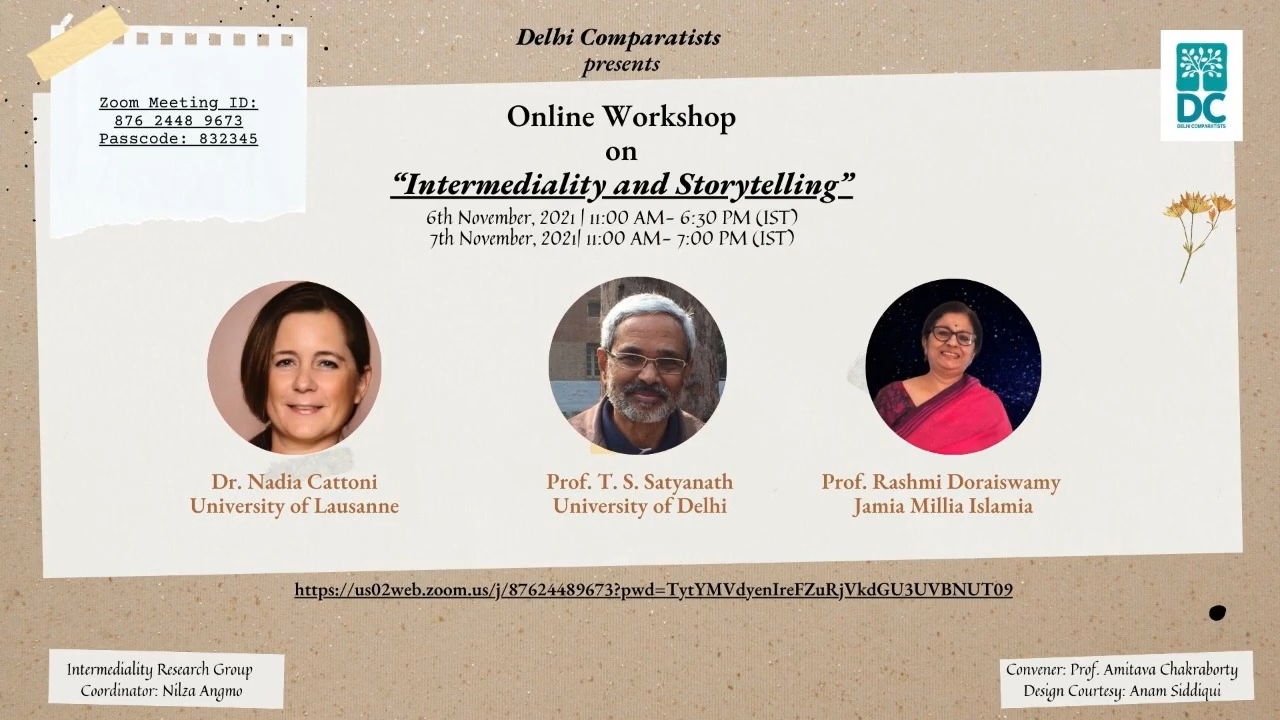 Delhi Comparatists
presents
Zoom Meeting ID:
876 2448 9673
Passcode: 832345
DC
DELHI COMPARATISTS
Online Workshop
on
“Intermediality and Storytelling”
6th November, 2021 | 11:00 AM- 6:30 PM (IST)
7th November, 2021| 11:00 AM- 7:00 PM (IST)
Dr. Nadia Cattoni
University of Lausanne
Prof. T. S. Satyanath
University of Delhi
Prof. Rashmi Doraiswamy
Jamia Millia Islamia
https://us02web.zoom.us/j/87624489673?pwd=TytYMVdyenIreFZuRjVkdGU3UVBNUT09
Intermediality Research Group
Coordinator: Nilza Angmo
Convener: Prof. Amitava Chakraborty
Design Courtesy: Anam Siddiqui